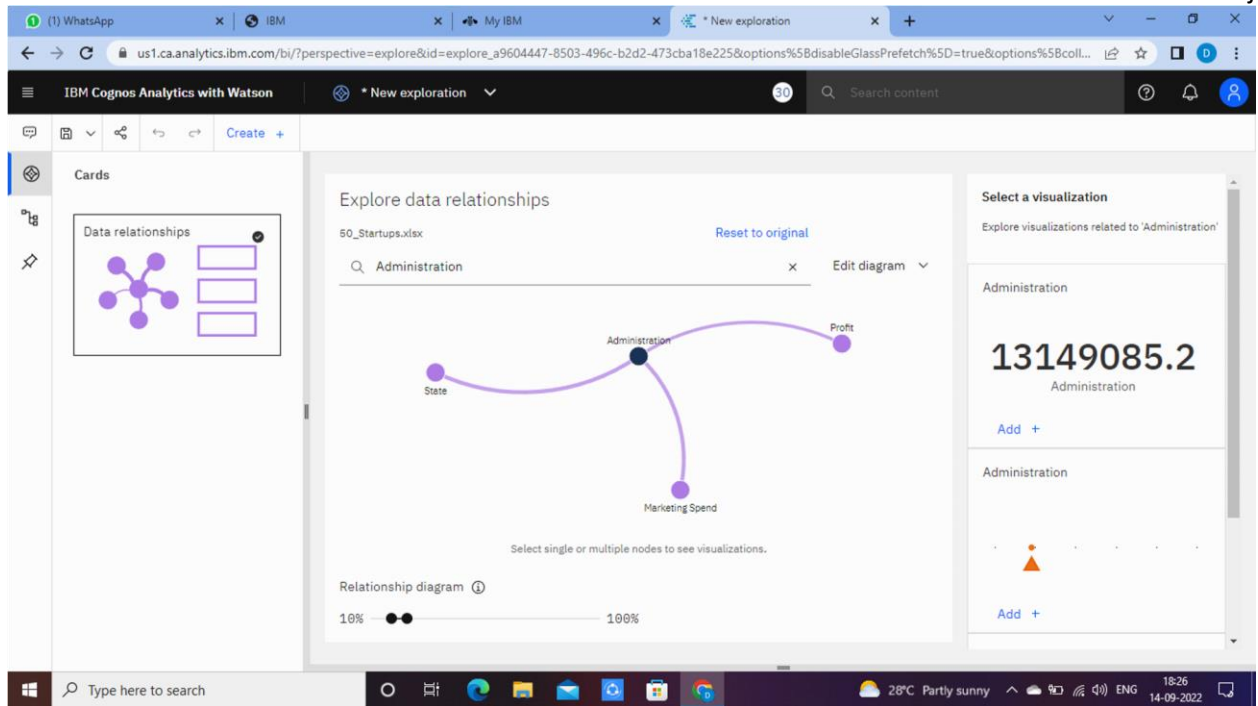 (1) WhatsApp
IBM
My IBM
* New exploration
us1.ca.analytics.ibm.com/bi/?perspective=explore&id=explore_a9604447-8503-496c-b2d2-473cba18e225&options%5BdisableGlassPrefetch%5D=true&options%5Bcoll...
D
IBM Cognos Analytics with Watson
* New exploration
30
Search content
Create +
Cards
Data relationships
Explore data relationships
50_Startups.xlsx
Reset to original
Administration
Edit diagram
Profit
Administration
State
Marketing Spend
Select single or multiple nodes to see visualizations.
Relationship diagram
10%
100%
Select a visualization
Explore visualizations related to 'Administration'
Administration
13149085.2
Administration
Add +
Administration
Add +
Type here to search
28°C Partly sunny
ENG
18:26
14-09-2022